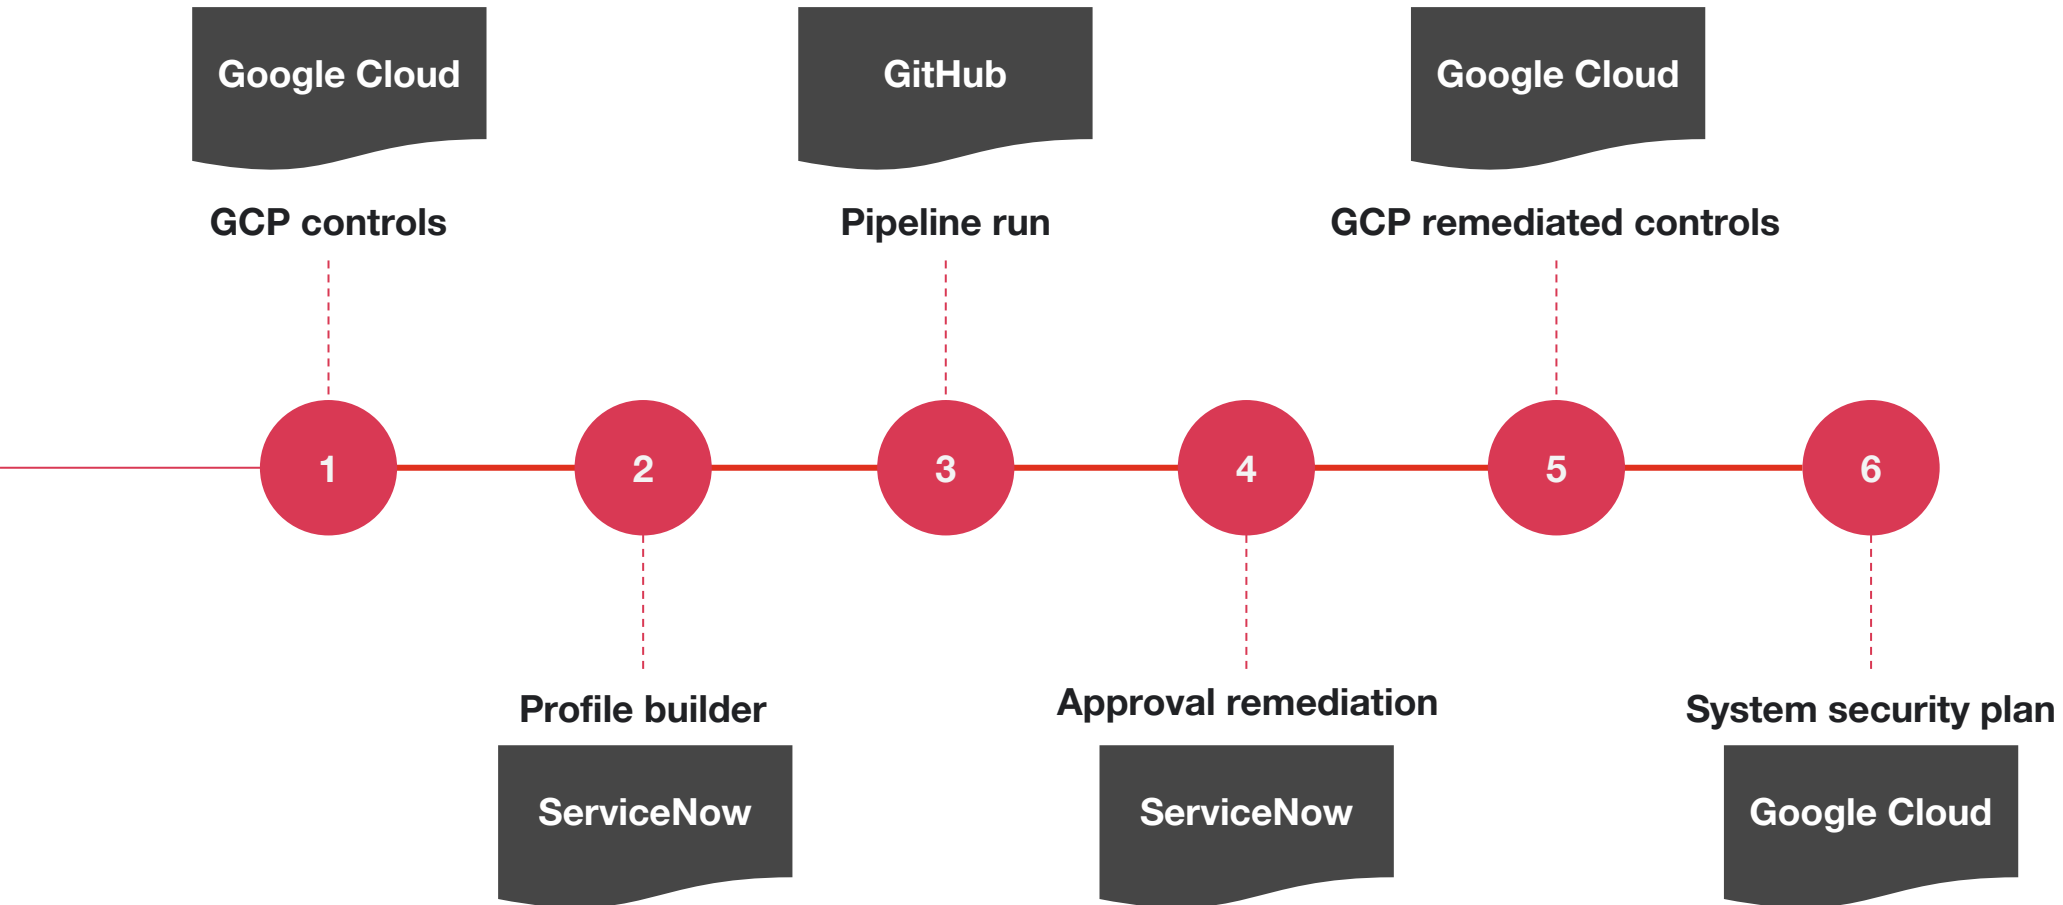 Google Cloud
GitHub
Google Cloud
GCP controls
Pipeline run
GCP remediated controls
1
2
3
4
5
6
Profile builder
Approval remediation
System security plan
ServiceNow
ServiceNow
Google Cloud